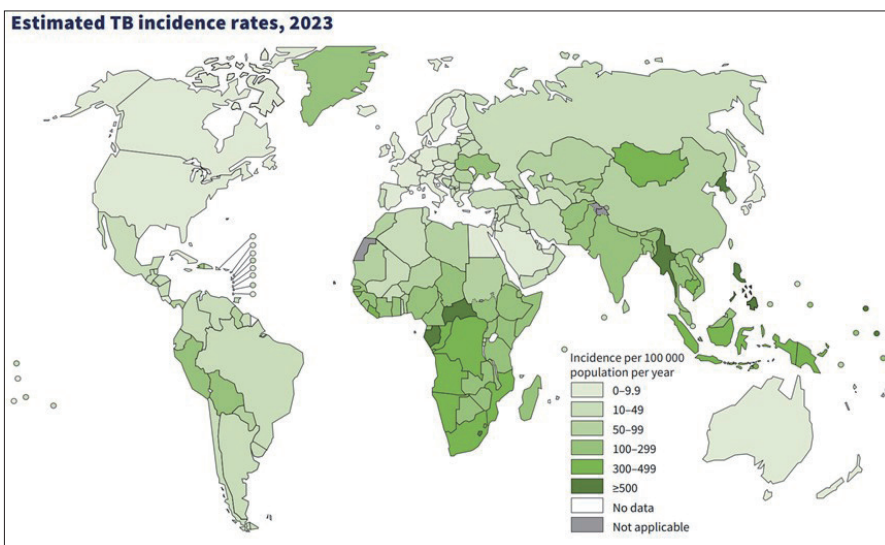 Estimated TB incidence rates, 2023
Incidence per 100 000
population per year
0–9.9
10–49
50–99
100–299
300–499
≥500
No data
Not applicable